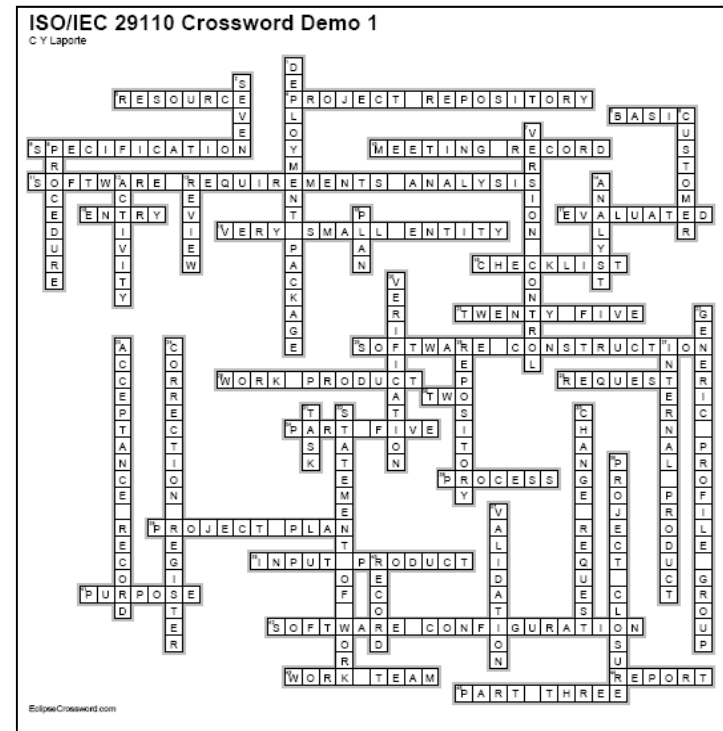 ISO/IEC 29110 Crossword Demo 1
C Y Laporte
DEPLOYMENT PACKAGE
SEVEN
RESOURCE
PROJECT REPOSITORY
BASIC
CUSTOMER
VERSION CONTROL
SPECIFICATION
PROCEDURE
MEETING RECORD
SOFTWARE REQUIREMENTS ANALYSIS
ACTIVITY
REVIEW
ANALYST
ENTRY
PLAN
EVALUATED
VERY SMALL ENTITY
CHECKLIST
VERIFICATION
TWENTY FIVE
GENERIC PROFILE GROUP
ACCEPTANCE RECORD
CORRECTION REGISTER
SOFTWARE CONSTRUCTION
REPOSITORY
INTERNAL PRODUCT
WORK PRODUCT
REQUEST
TWO
TASK
STATEMENT OF WORK
CHANGE REQUEST
PART FIVE
PROJECT CLOSURE
PROCESS
VALIDATION
PROJECT PLAN
INPUT PRODUCT
RECORD
PURPOSE
SOFTWARE CONFIGURATION
WORK TEAM
REPORT
PART THREE
EclipseCrossword.com